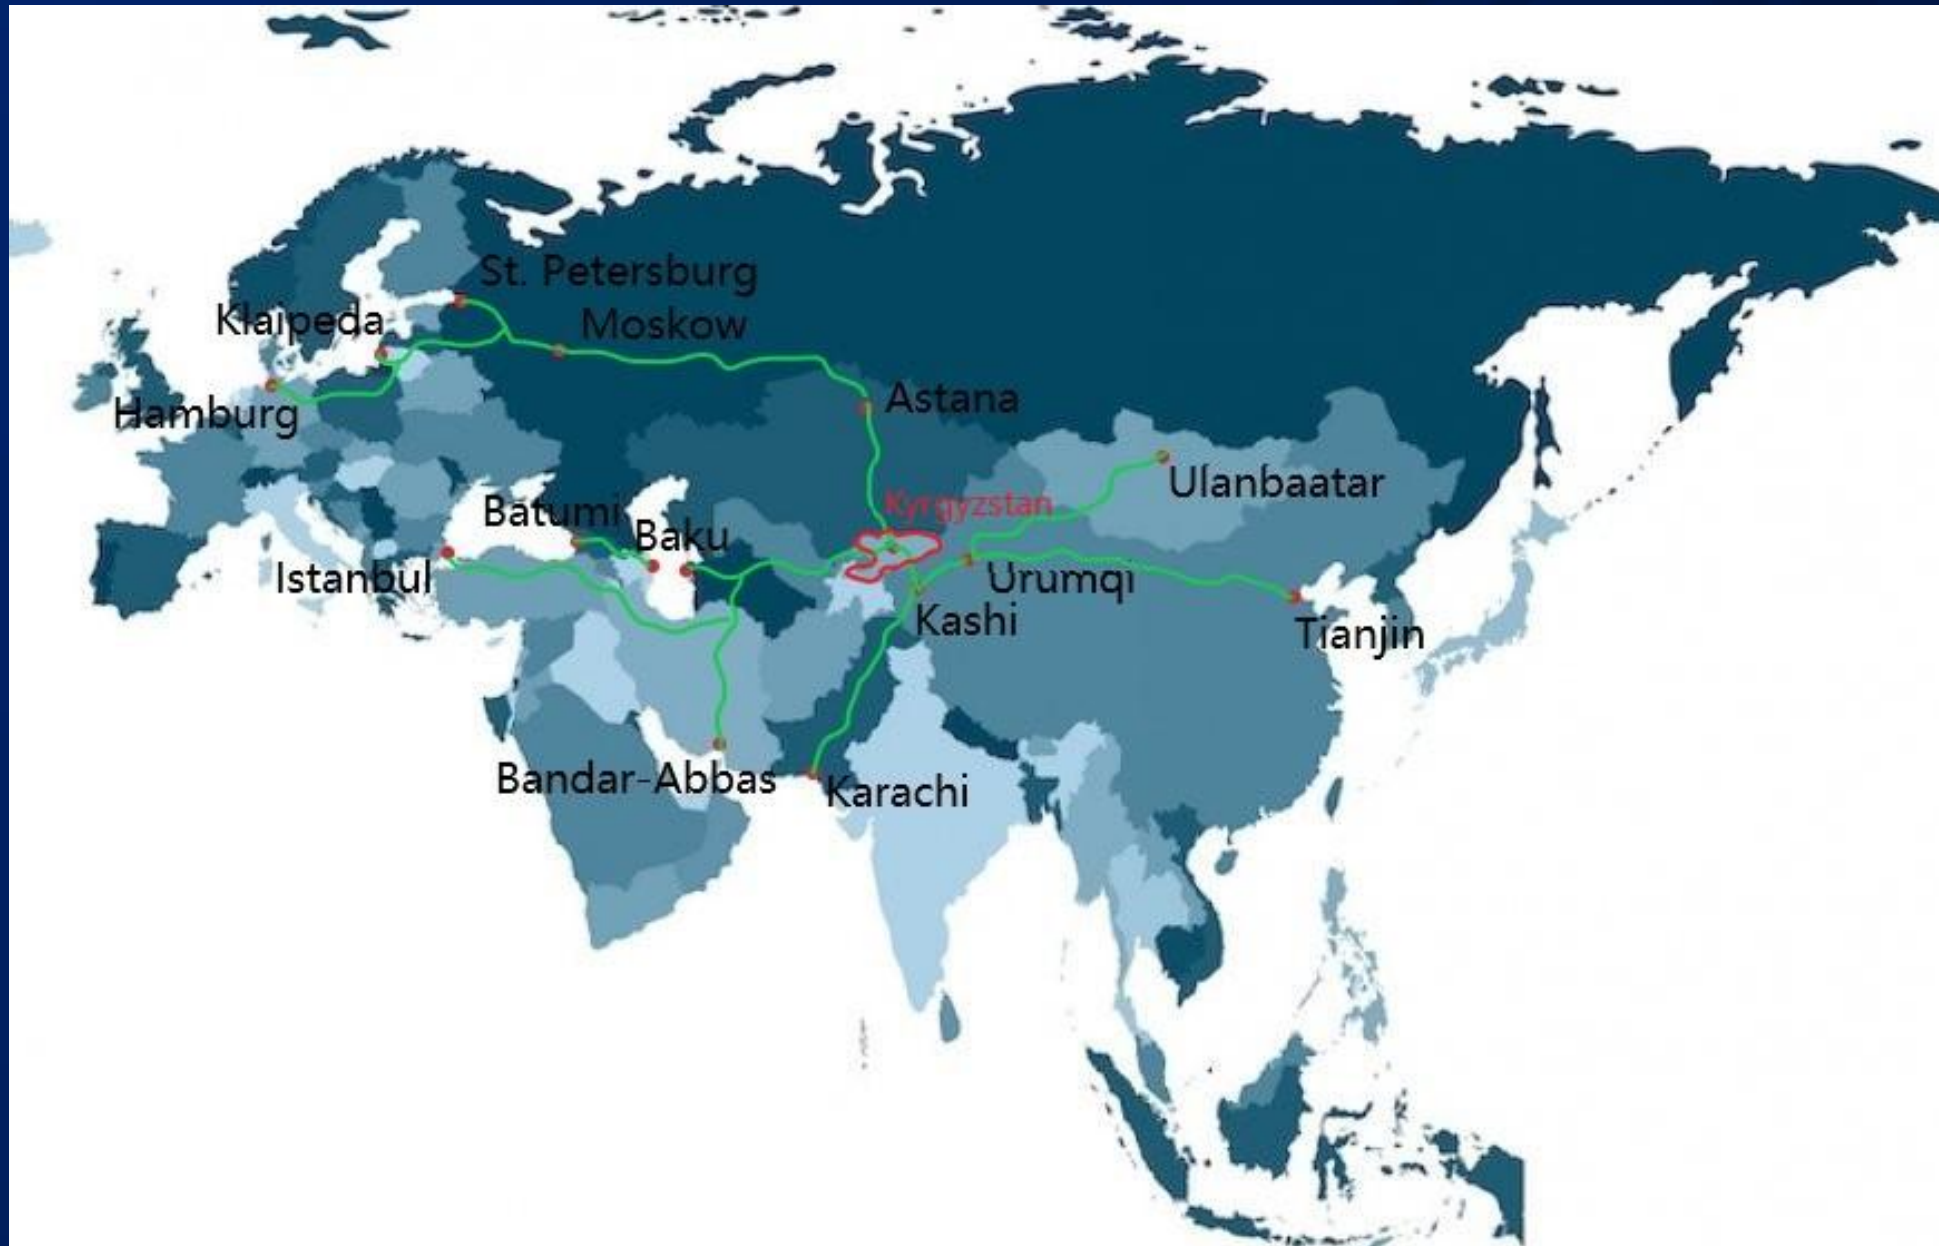 St. Petersburg
Klaipeda
Moskow
Hamburg
Astana
Ulanbaatar
Kyrgyzstan
Batumi
Baku
Istanbul
Urumqi
Kashi
Tianjin
Bandar-Abbas
Karachi